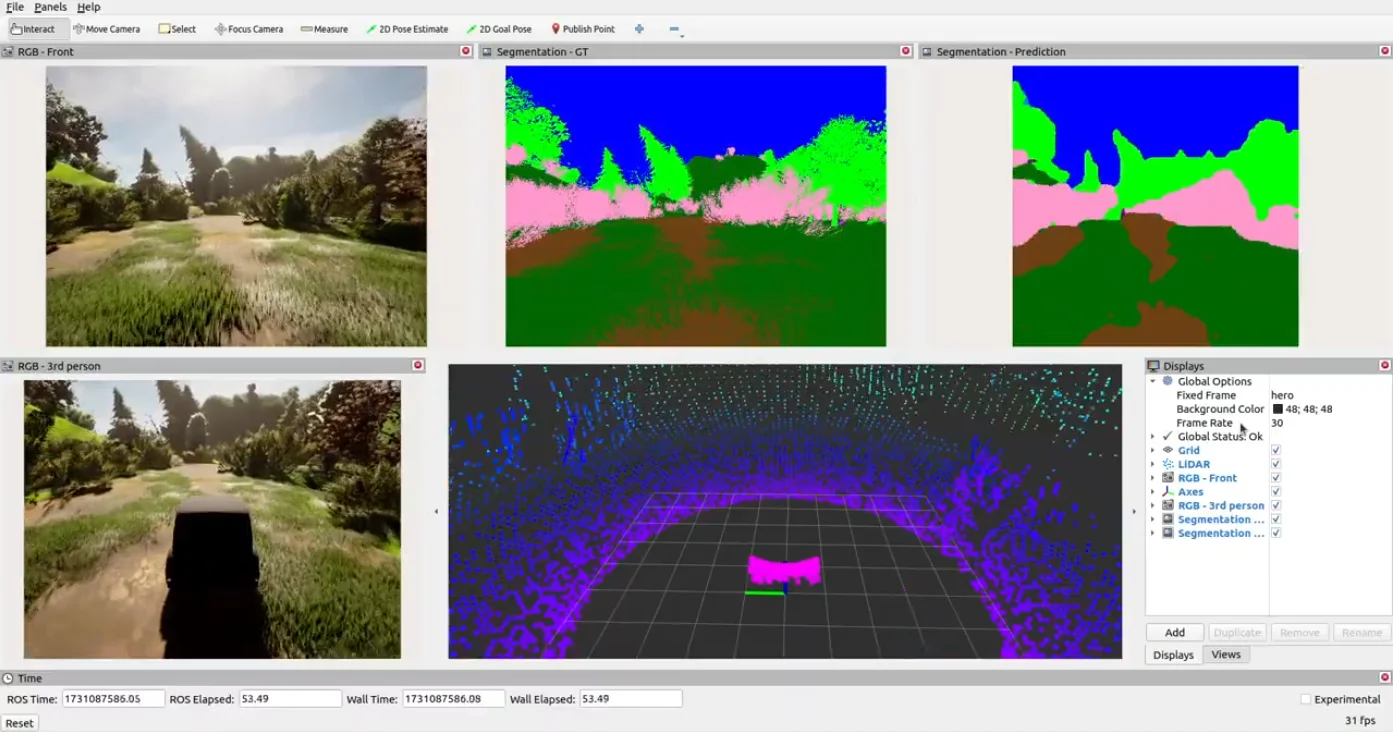 File Panels Help
Interact Move Camera Select Focus Camera Measure 2D Pose Estimate 2D Goal Pose Publish Point
RGB - Front
Segmentation - GT
Segmentation - Prediction
RGB - 3rd person
Displays
Global Options
Fixed Frame hero
Background Color 48; 48; 48
Frame Rate 30
Global Status: Ok
Grid
LiDAR
RGB - Front
Axes
RGB - 3rd person
Segmentation ...
Segmentation ...
Add Duplicate Remove Rename
Displays Views
Time
ROS Time: 1731087586.05 ROS Elapsed: 53.49 Wall Time: 1731087586.08 Wall Elapsed: 53.49 Experimental
Reset 31 fps